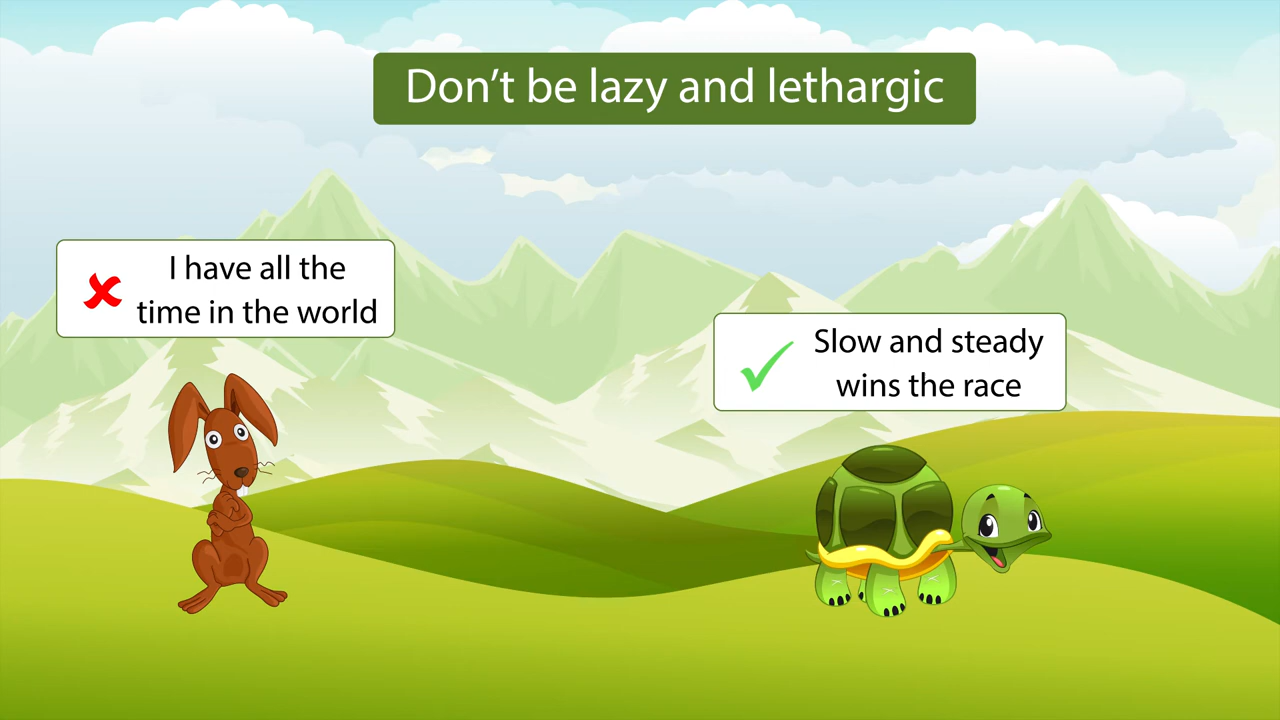 Don’t be lazy and lethargic
I have all the
time in the world
Slow and steady
wins the race